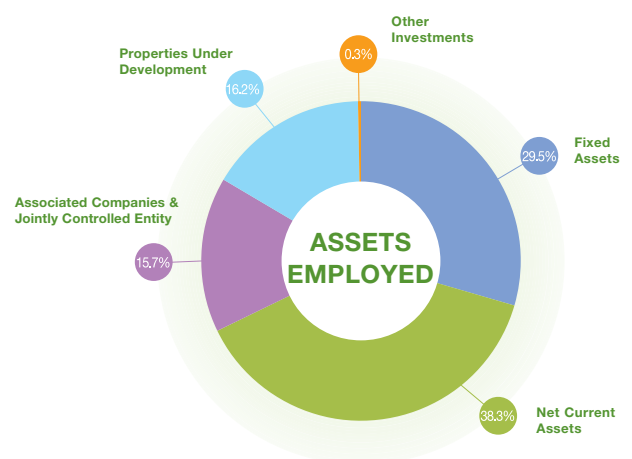 Other
Investments
0.3%
Properties Under
Development
16.2%
Fixed
Assets
29.5%
Associated Companies &
Jointly Controlled Entity
15.7%
ASSETS
EMPLOYED
38.3%
Net Current
Assets